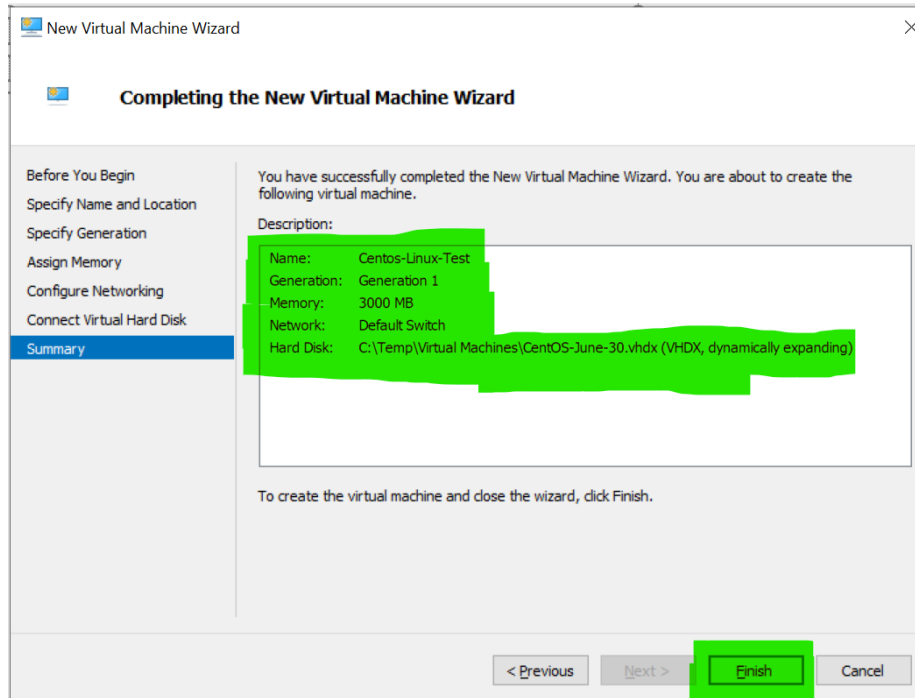 New Virtual Machine Wizard
Completing the New Virtual Machine Wizard
Before You Begin
Specify Name and Location
Specify Generation
Assign Memory
Configure Networking
Connect Virtual Hard Disk
Summary
You have successfully completed the New Virtual Machine Wizard. You are about to create the
following virtual machine.
Description:
Name: Centos-Linux-Test
Generation: Generation 1
Memory: 3000 MB
Network: Default Switch
Hard Disk: C:\Temp\Virtual Machines\CentOS-June-30.vhdx (VHDX, dynamically expanding)
To create the virtual machine and close the wizard, click Finish.
< Previous Next > Finish Cancel